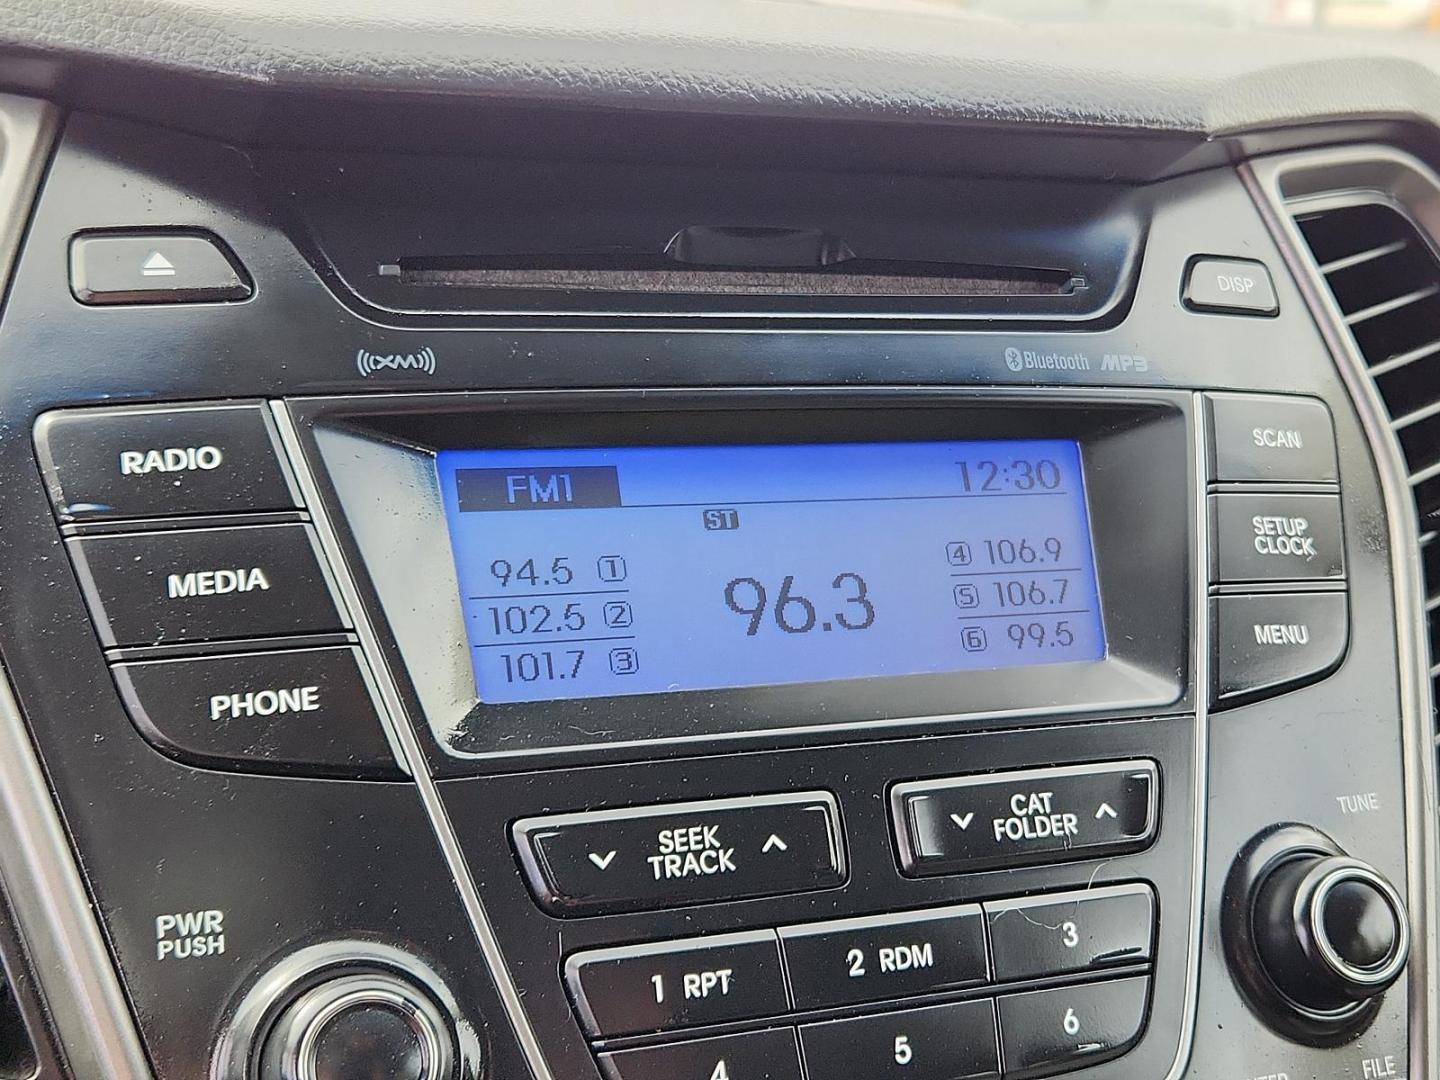 DISP
((XM))
Bluetooth MP3
RADIO
MEDIA
PHONE
FM1
12:30
ST
94.5 1
102.5 2
101.7 3
96.3
4 106.9
5 106.7
6 99.5
SCAN
SETUP
CLOCK
MENU
SEEK
TRACK
CAT
FOLDER
TUNE
PWR
PUSH
1 RPT
2 RDM
3
4
5
6
FILE